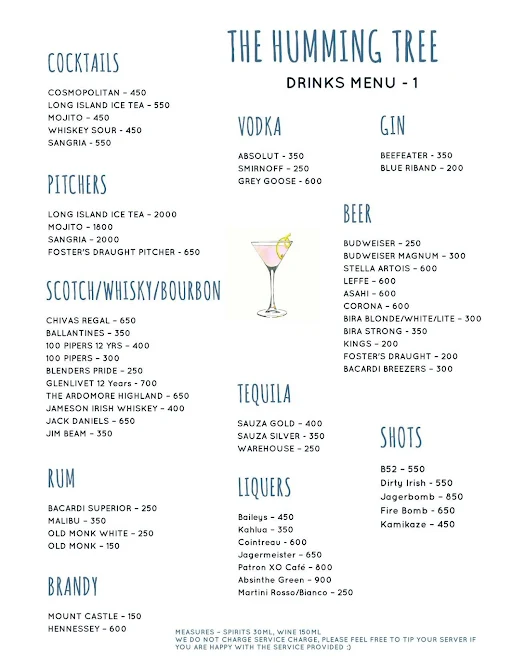 THE HUMMING TREE
DRINKS MENU - 1
COCKTAILS
COSMOPOLITAN – 450
LONG ISLAND ICE TEA – 550
MOJITO – 450
WHISKEY SOUR - 450
SANGRIA - 550
PITCHERS
LONG ISLAND ICE TEA – 2000
MOJITO – 1800
SANGRIA – 2000
FOSTER'S DRAUGHT PITCHER - 650
SCOTCH/WHISKY/BOURBON
CHIVAS REGAL – 650
BALLANTINES – 350
100 PIPERS 12 YRS – 400
100 PIPERS – 300
BLENDERS PRIDE – 250
GLENLIVET 12 Years - 700
THE ARDOMORE HIGHLAND – 650
JAMESON IRISH WHISKEY – 400
JACK DANIELS – 650
JIM BEAM – 350
RUM
BACARDI SUPERIOR – 250
MALIBU – 350
OLD MONK WHITE – 250
OLD MONK – 150
BRANDY
MOUNT CASTLE – 150
HENNESSEY – 600
VODKA
ABSOLUT - 350
SMIRNOFF – 250
GREY GOOSE - 600
GIN
BEEFEATER - 350
BLUE RIBAND – 200
BEER
BUDWEISER – 250
BUDWEISER MAGNUM – 300
STELLA ARTOIS – 600
LEFFE – 600
ASAHI – 600
CORONA – 600
BIRA BLONDE/WHITE/LITE – 300
BIRA STRONG - 350
KINGS – 200
FOSTER'S DRAUGHT – 200
BACARDI BREEZERS – 300
TEQUILA
SAUZA GOLD – 400
SAUZA SILVER - 350
WAREHOUSE – 250
LIQUERS
Baileys – 450
Kahlua – 350
Cointreau - 600
Jagermeister – 650
Patron XO Café – 800
Absinthe Green – 900
Martini Rosso/Bianco – 250
SHOTS
B52 – 550
Dirty Irish - 550
Jagerbomb – 850
Fire Bomb - 650
Kamikaze – 450
MEASURES – SPIRITS 30ML, WINE 150ML
WE DO NOT CHARGE SERVICE CHARGE, PLEASE FEEL FREE TO TIP YOUR SERVER IF
YOU ARE HAPPY WITH THE SERVICE PROVIDED :)